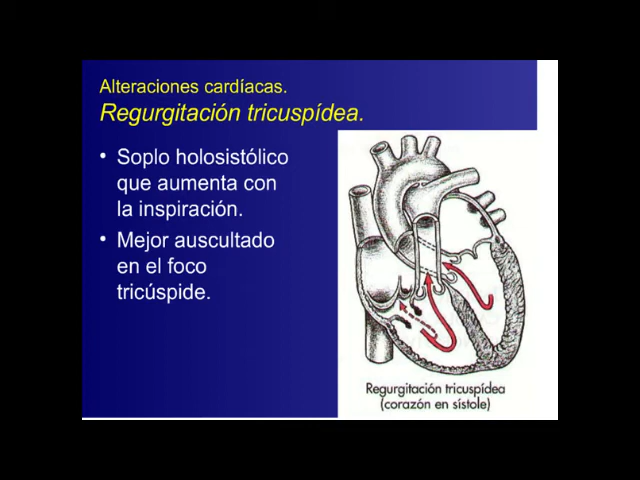 Alteraciones cardíacas.
Regurgitación tricuspídea.
• Soplo holosistólico
que aumenta con
la inspiración.
• Mejor auscultado
en el foco
tricúspide.
Regurgitación tricuspídea
(corazón en sístole)